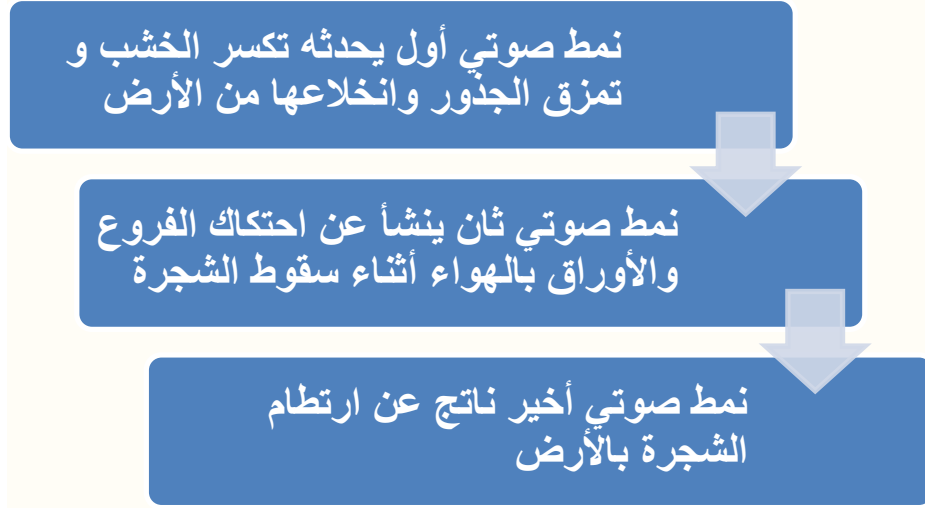 نمط صوتي أول يحدثه تكسر الخشب و
تمزق الجذور وانخلاعها من الأرض
نمط صوتي ثان ينشأ عن احتكاك الفروع
والأوراق بالهواء أثناء سقوط الشجرة
نمط صوتي أخير ناتج عن ارتطام
الشجرة بالأرض